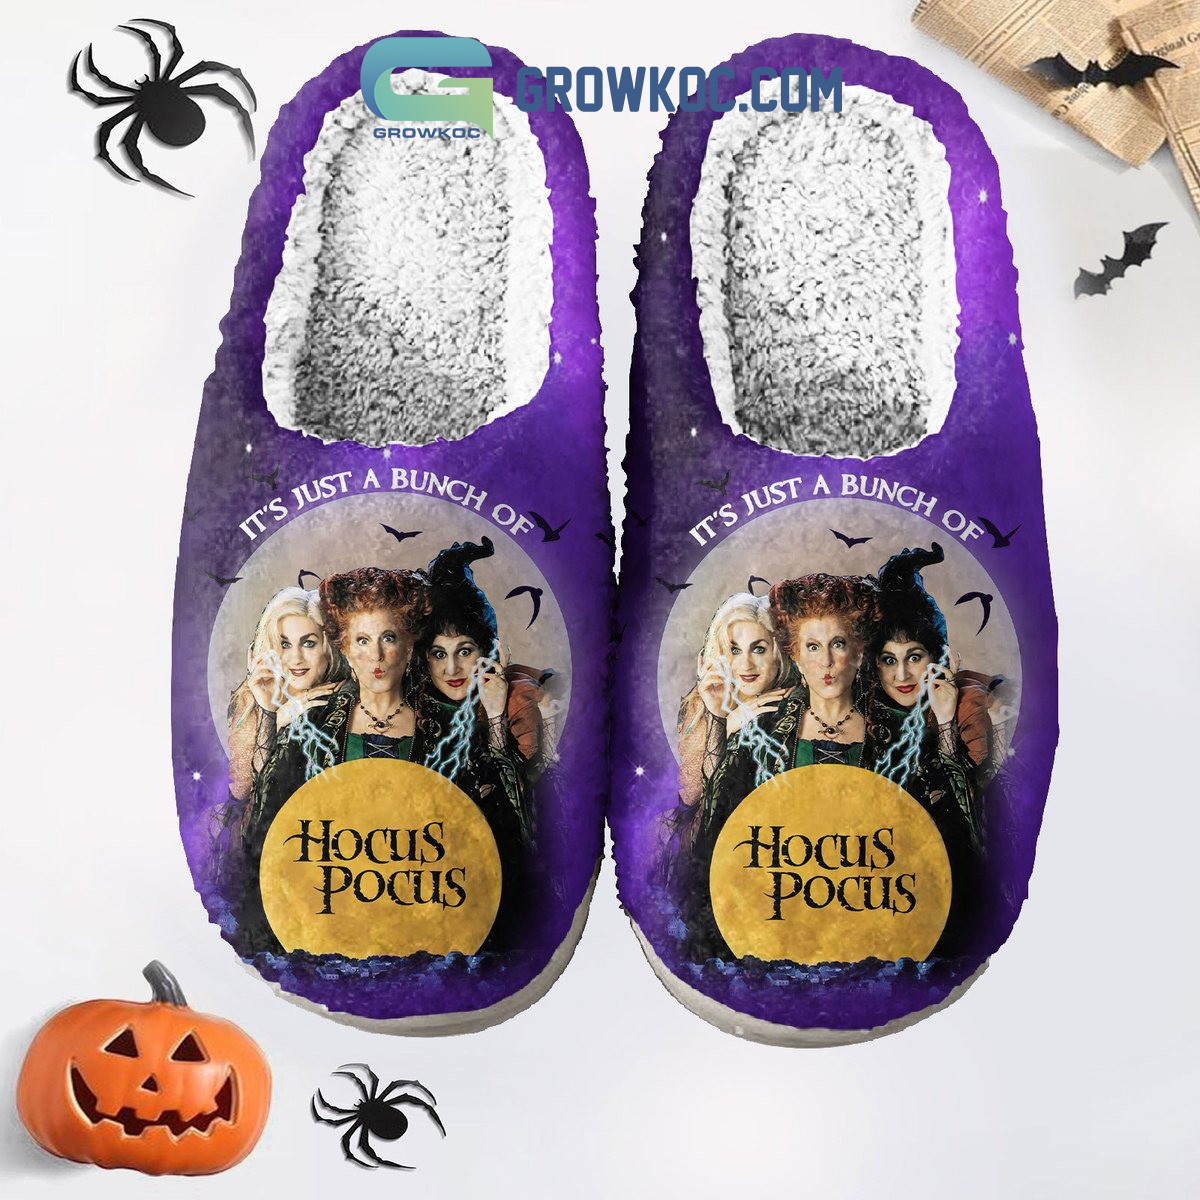 GROWKOC.COM
GROWKOC
IT'S JUST A BUNCH OF
HOCUS
POCUS
IT'S JUST A BUNCH OF
HOCUS
POCUS